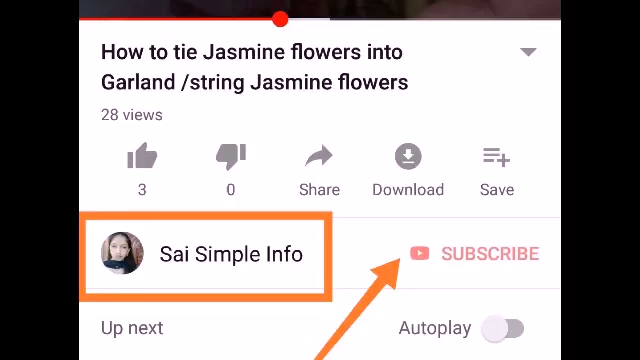 How to tie Jasmine flowers into
Garland /string Jasmine flowers
28 views
3
0
Share
Download
Save
Sai Simple Info
SUBSCRIBE
Up next
Autoplay